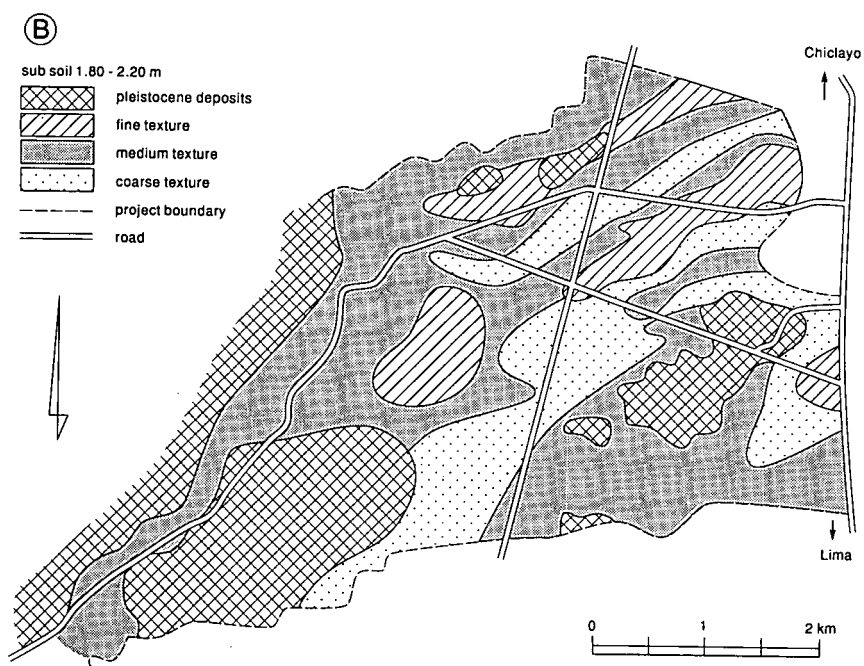 B
sub soil 1.80 - 2.20 m
pleistocene deposits
fine texture
medium texture
coarse texture
project boundary
road
Chiclayo
Lima
0 1 2 km